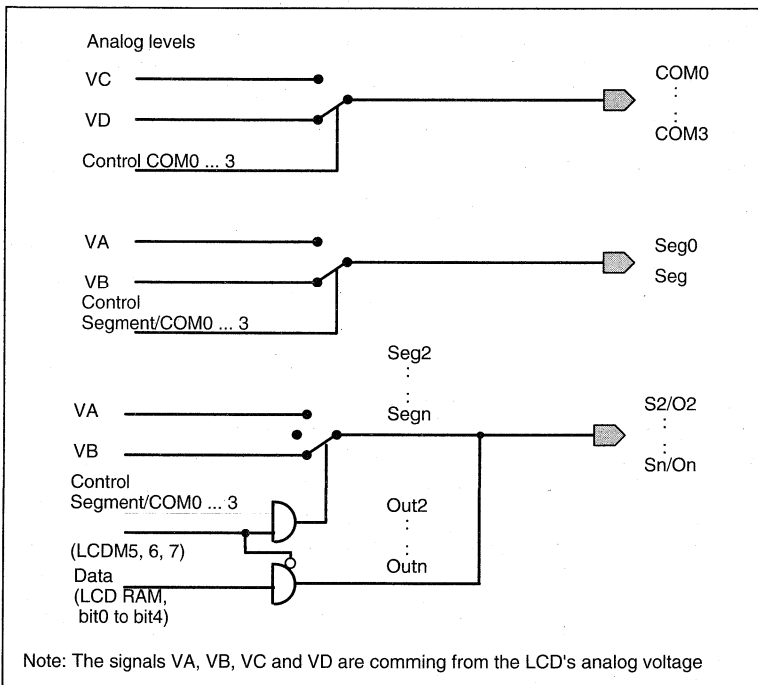 Analog levels
VC
COM0
:
:
VD
COM3
Control COM0 ... 3
VA
Seg0
VB
Seg
Control
Segment/COM0 ... 3
Seg2
:
:
VA
Segn
S2/O2
:
:
VB
Sn/On
Control
Segment/COM0 ... 3
Out2
:
:
(LCDM5, 6, 7)
Outn
Data
(LCD RAM,
bit0 to bit4)
Note: The signals VA, VB, VC and VD are comming from the LCD's analog voltage